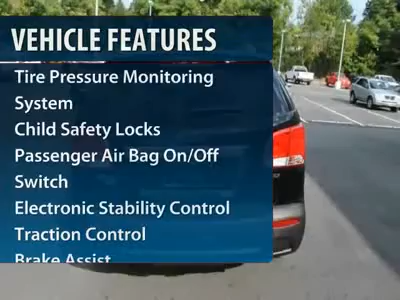 VEHICLE FEATURES
Tire Pressure Monitoring
System
Child Safety Locks
Passenger Air Bag On/Off
Switch
Electronic Stability Control
Traction Control
Brake Assist